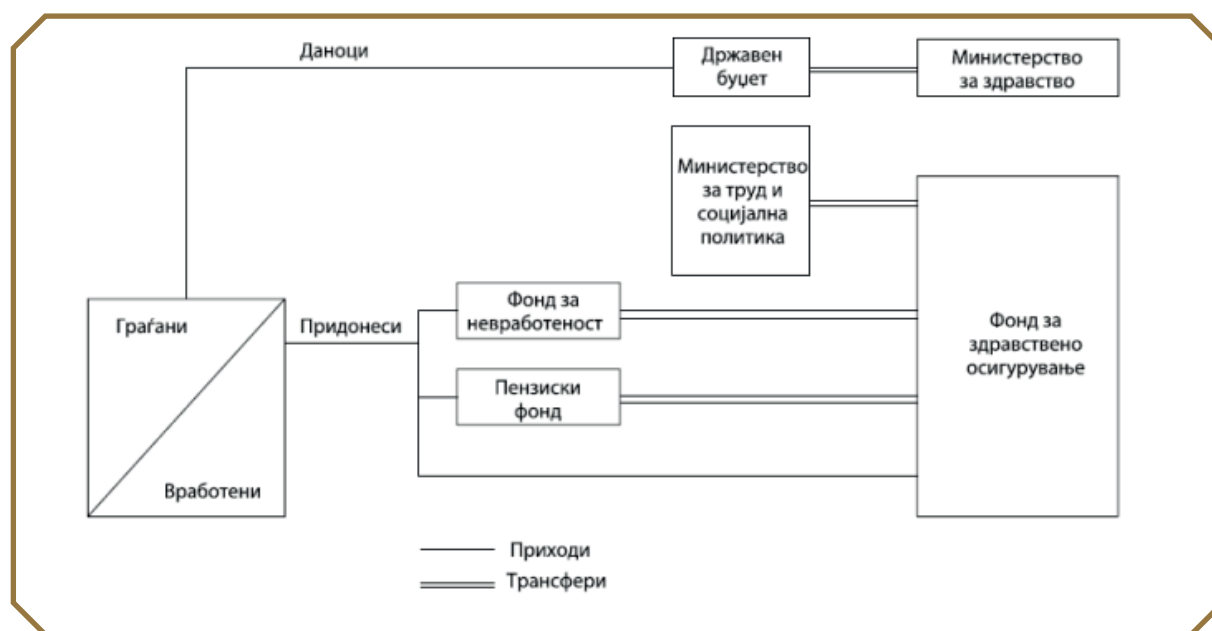 Даноци
Државен
буџет
Министерство
за здравство
Министерство
за труд и
социјална
политика
Граѓани
Вработени
Придонеси
Фонд за
невработеност
Пензиски
фонд
Фонд за
здравствено
осигурување
Приходи
Трансфери